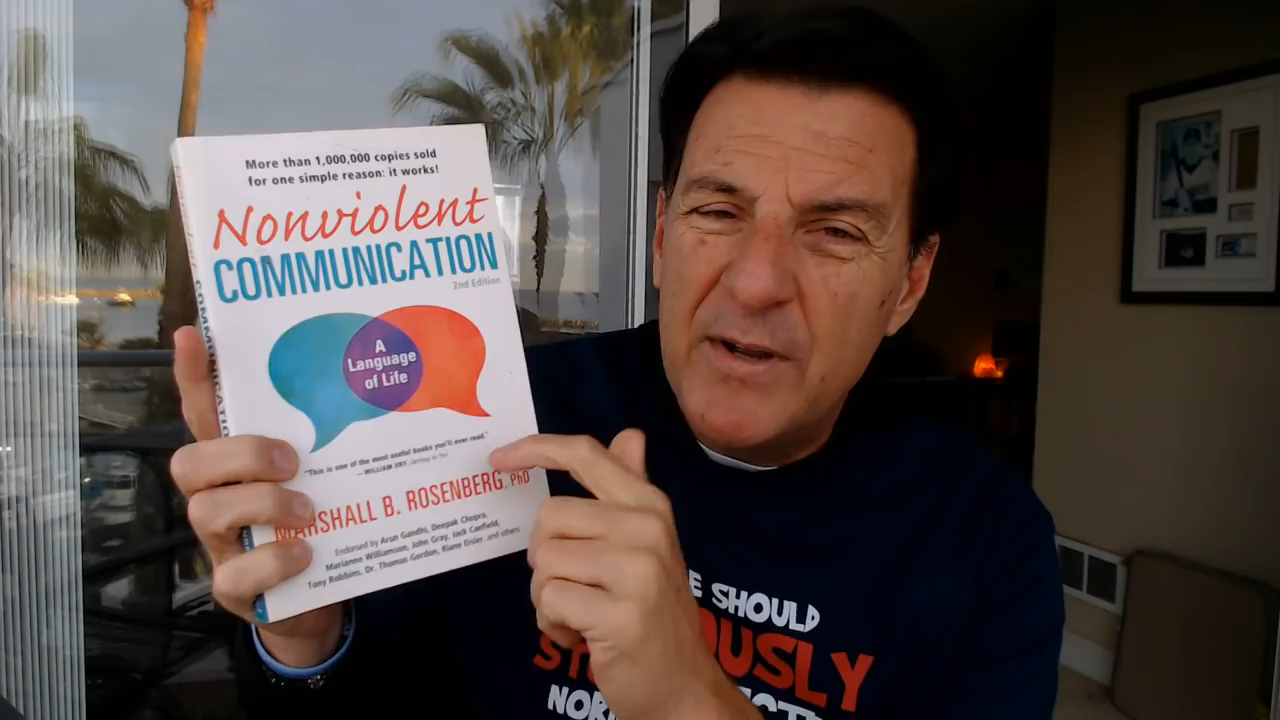 More than 1,000,000 copies sold
for one simple reason: it works!
Nonviolent
COMMUNICATION
2nd Edition
A
Language
of Life
"This is one of the most useful books you'll ever read."
—WILLIAM URY, Getting to Yes
MARSHALL B. ROSENBERG, PhD
Endorsed by Arun Gandhi, Deepak Chopra,
Marianne Williamson, John Gray, Jack Canfield,
Tony Robbins, Dr. Thomas Gordon, Riane Eisler, and others
SHOULD